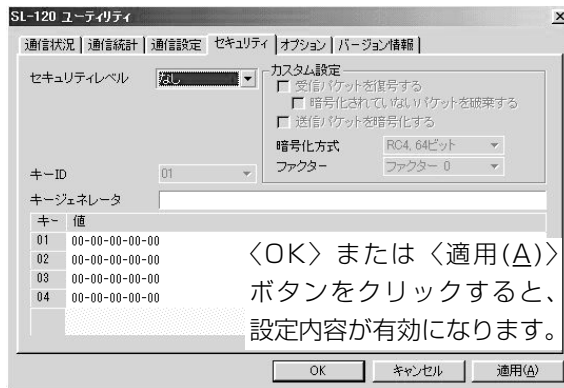 SL-120 ユーティリティ
通信状況 通信統計 通信設定 セキュリティ オプション バージョン情報
セキュリティレベル なし
カスタム設定
受信パケットを復号する
暗号化されていないパケットを破棄する
送信パケットを暗号化する
暗号化方式 RC4, 64ビット
ファクター ファクター 0
キーID 01
キージェネレータ
キー 値
01 00-00-00-00-00
02 00-00-00-00-00
03 00-00-00-00-00
04 00-00-00-00-00
〈OK〉または〈適用(A)〉
ボタンをクリックすると、
設定内容が有効になります。
OK キャンセル 適用(A)